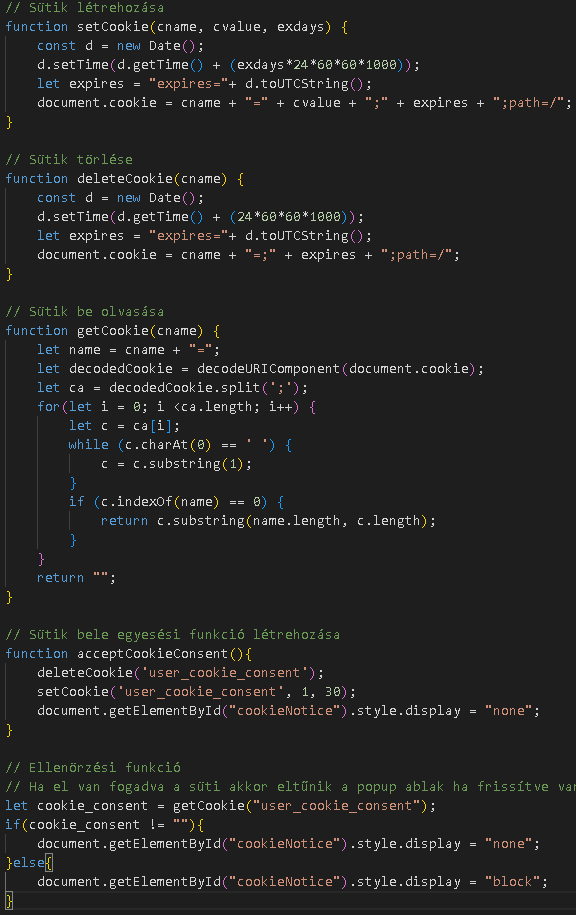 // Sütik létrehozása
function setCookie(cname, cvalue, exdays) {
    const d = new Date();
    d.setTime(d.getTime() + (exdays*24*60*60*1000));
    let expires = "expires="+ d.toUTCString();
    document.cookie = cname + "=" + cvalue + ";" + expires + ";path=/";
}

// Sütik törlése
function deleteCookie(cname) {
    const d = new Date();
    d.setTime(d.getTime() + (24*60*60*1000));
    let expires = "expires="+ d.toUTCString();
    document.cookie = cname + "=;" + expires + ";path=/";
}

// Sütik be olvasása
function getCookie(cname) {
    let name = cname + "=";
    let decodedCookie = decodeURIComponent(document.cookie);
    let ca = decodedCookie.split(';');
    for(let i = 0; i <ca.length; i++) {
        let c = ca[i];
        while (c.charAt(0) == ' ') {
            c = c.substring(1);
        }
        if (c.indexOf(name) == 0) {
            return c.substring(name.length, c.length);
        }
    }
    return "";
}

// Sütik bele egyesési funkció létrehozása
function acceptCookieConsent(){
    deleteCookie('user_cookie_consent');
    setCookie('user_cookie_consent', 1, 30);
    document.getElementById("cookieNotice").style.display = "none";
}

// Ellenörzési funkció
// Ha el van fogadva a süti akkor eltűnik a popup ablak ha frissítve van
let cookie_consent = getCookie("user_cookie_consent");
if(cookie_consent != ""){
    document.getElementById("cookieNotice").style.display = "none";
}else{
    document.getElementById("cookieNotice").style.display = "block";
}